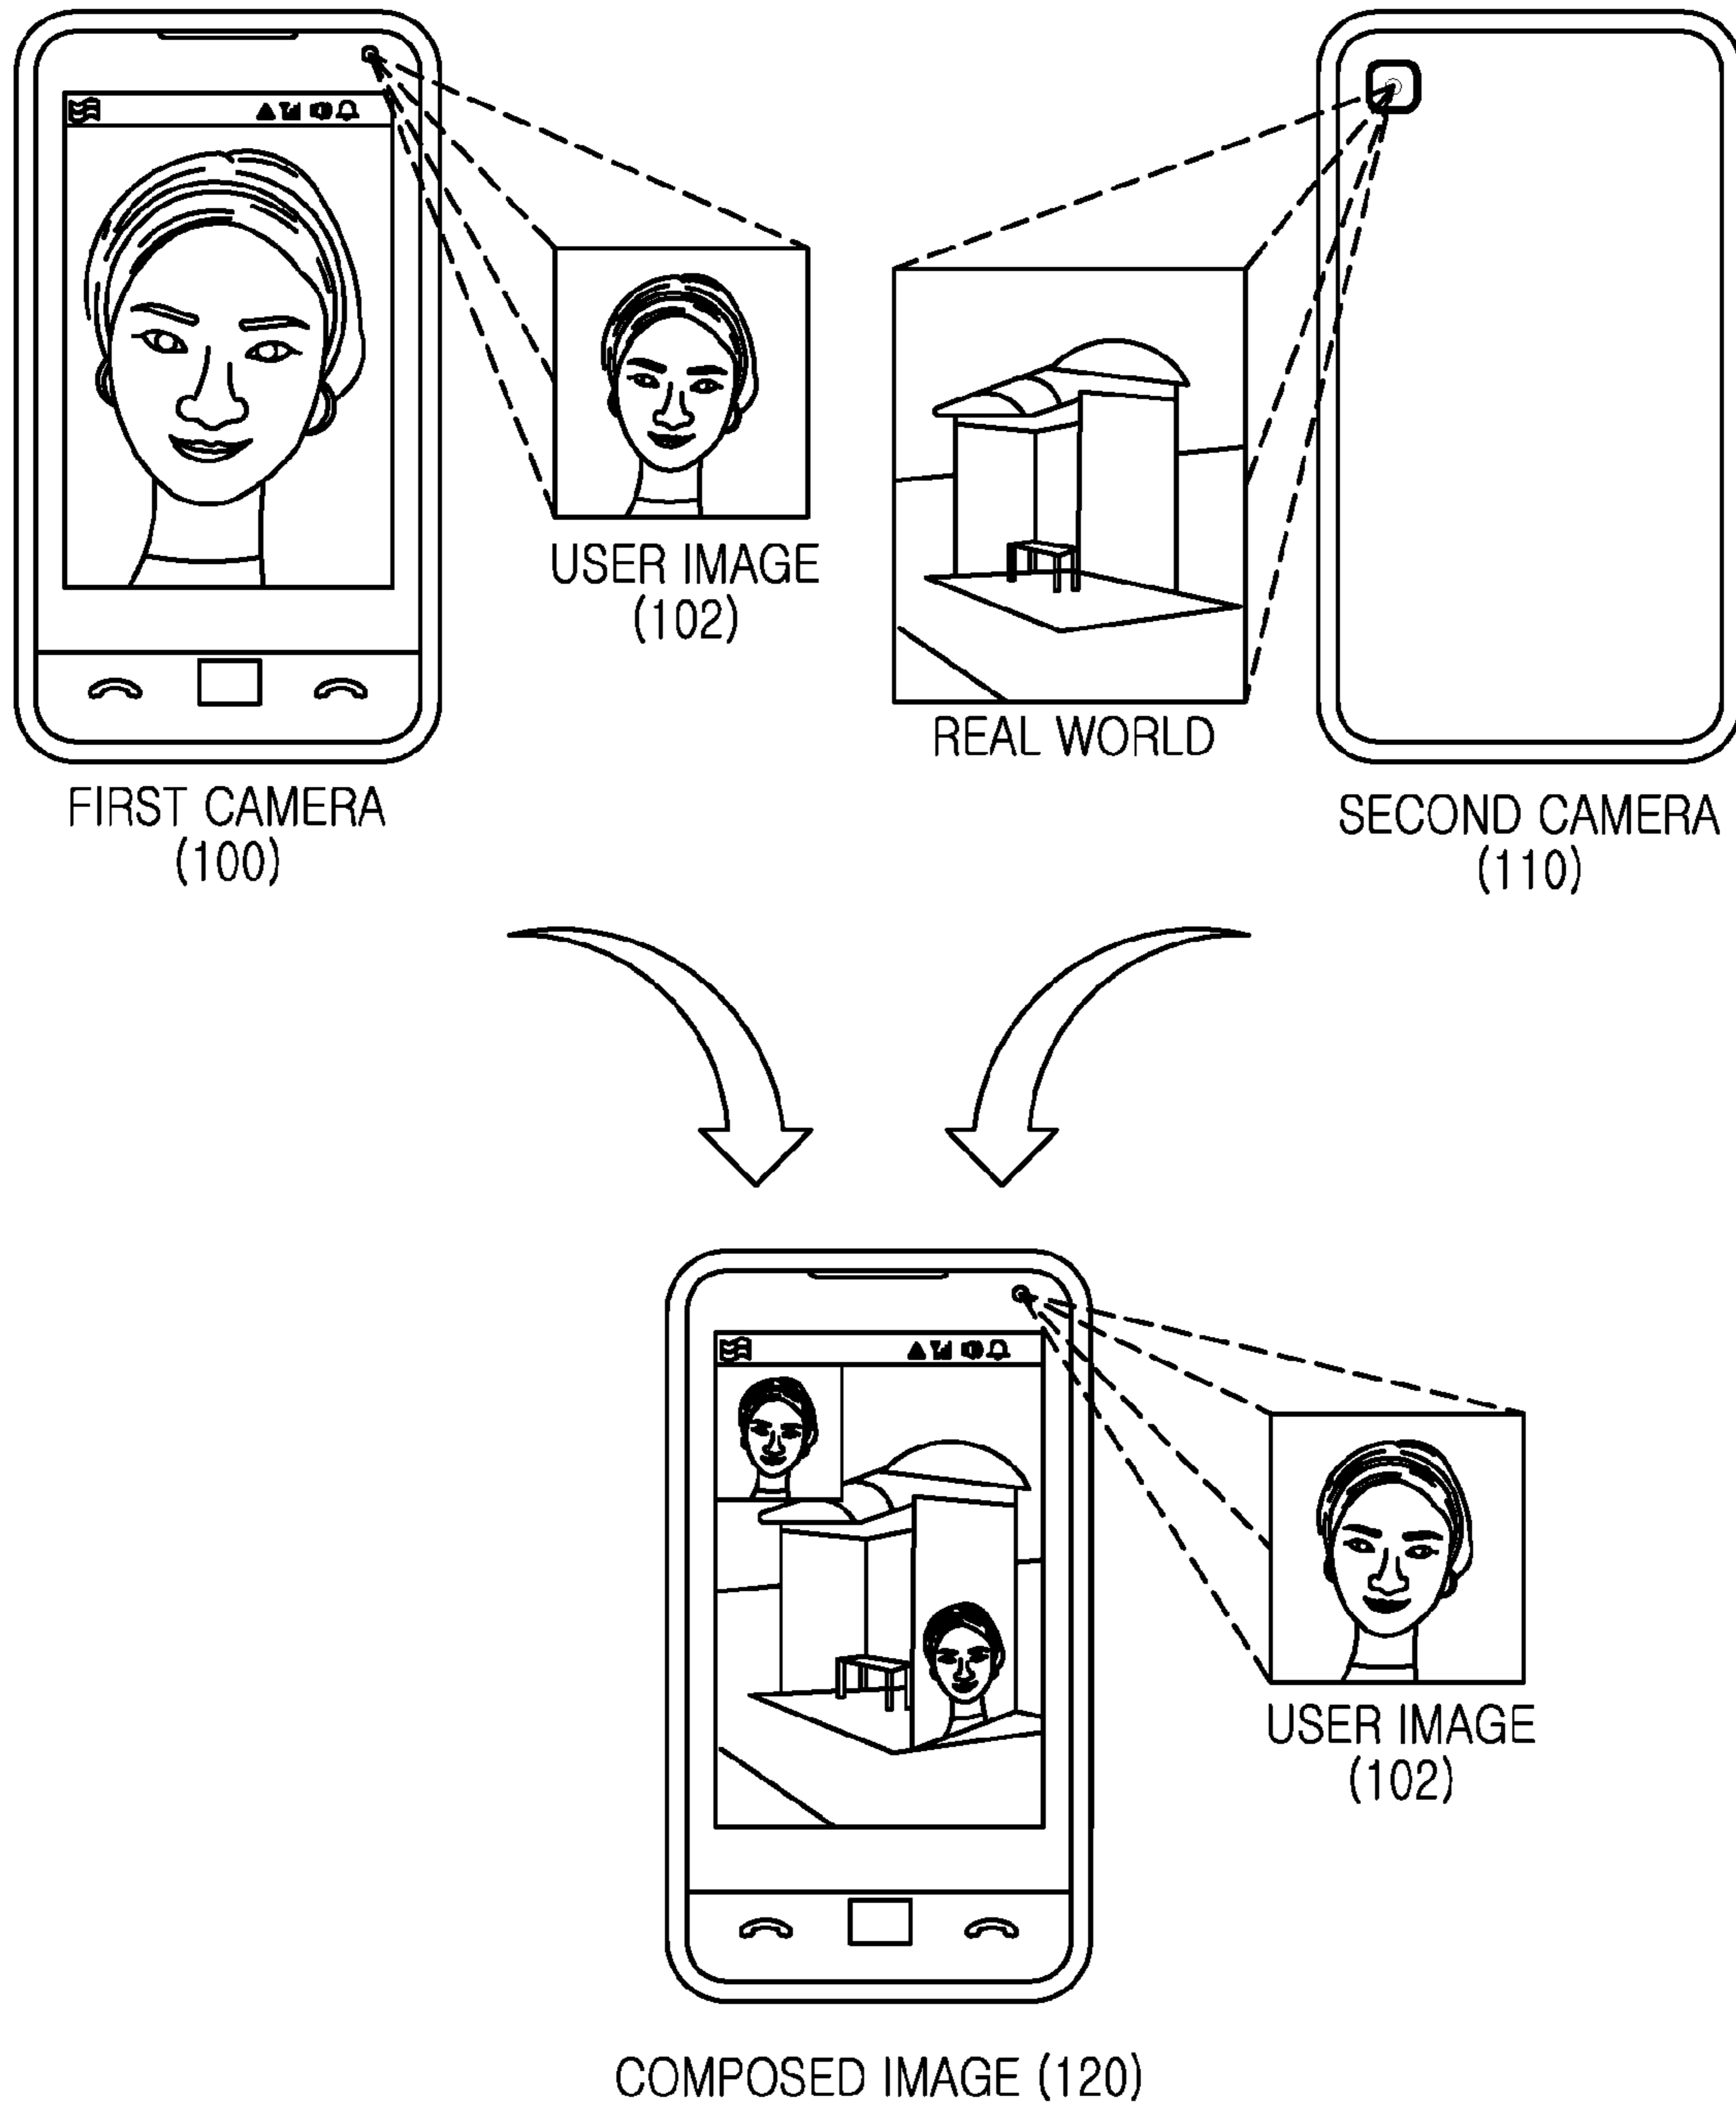 USER IMAGE
(102)
REAL WORLD
FIRST CAMERA
(100)
SECOND CAMERA
(110)
USER IMAGE
(102)
COMPOSED IMAGE (120)